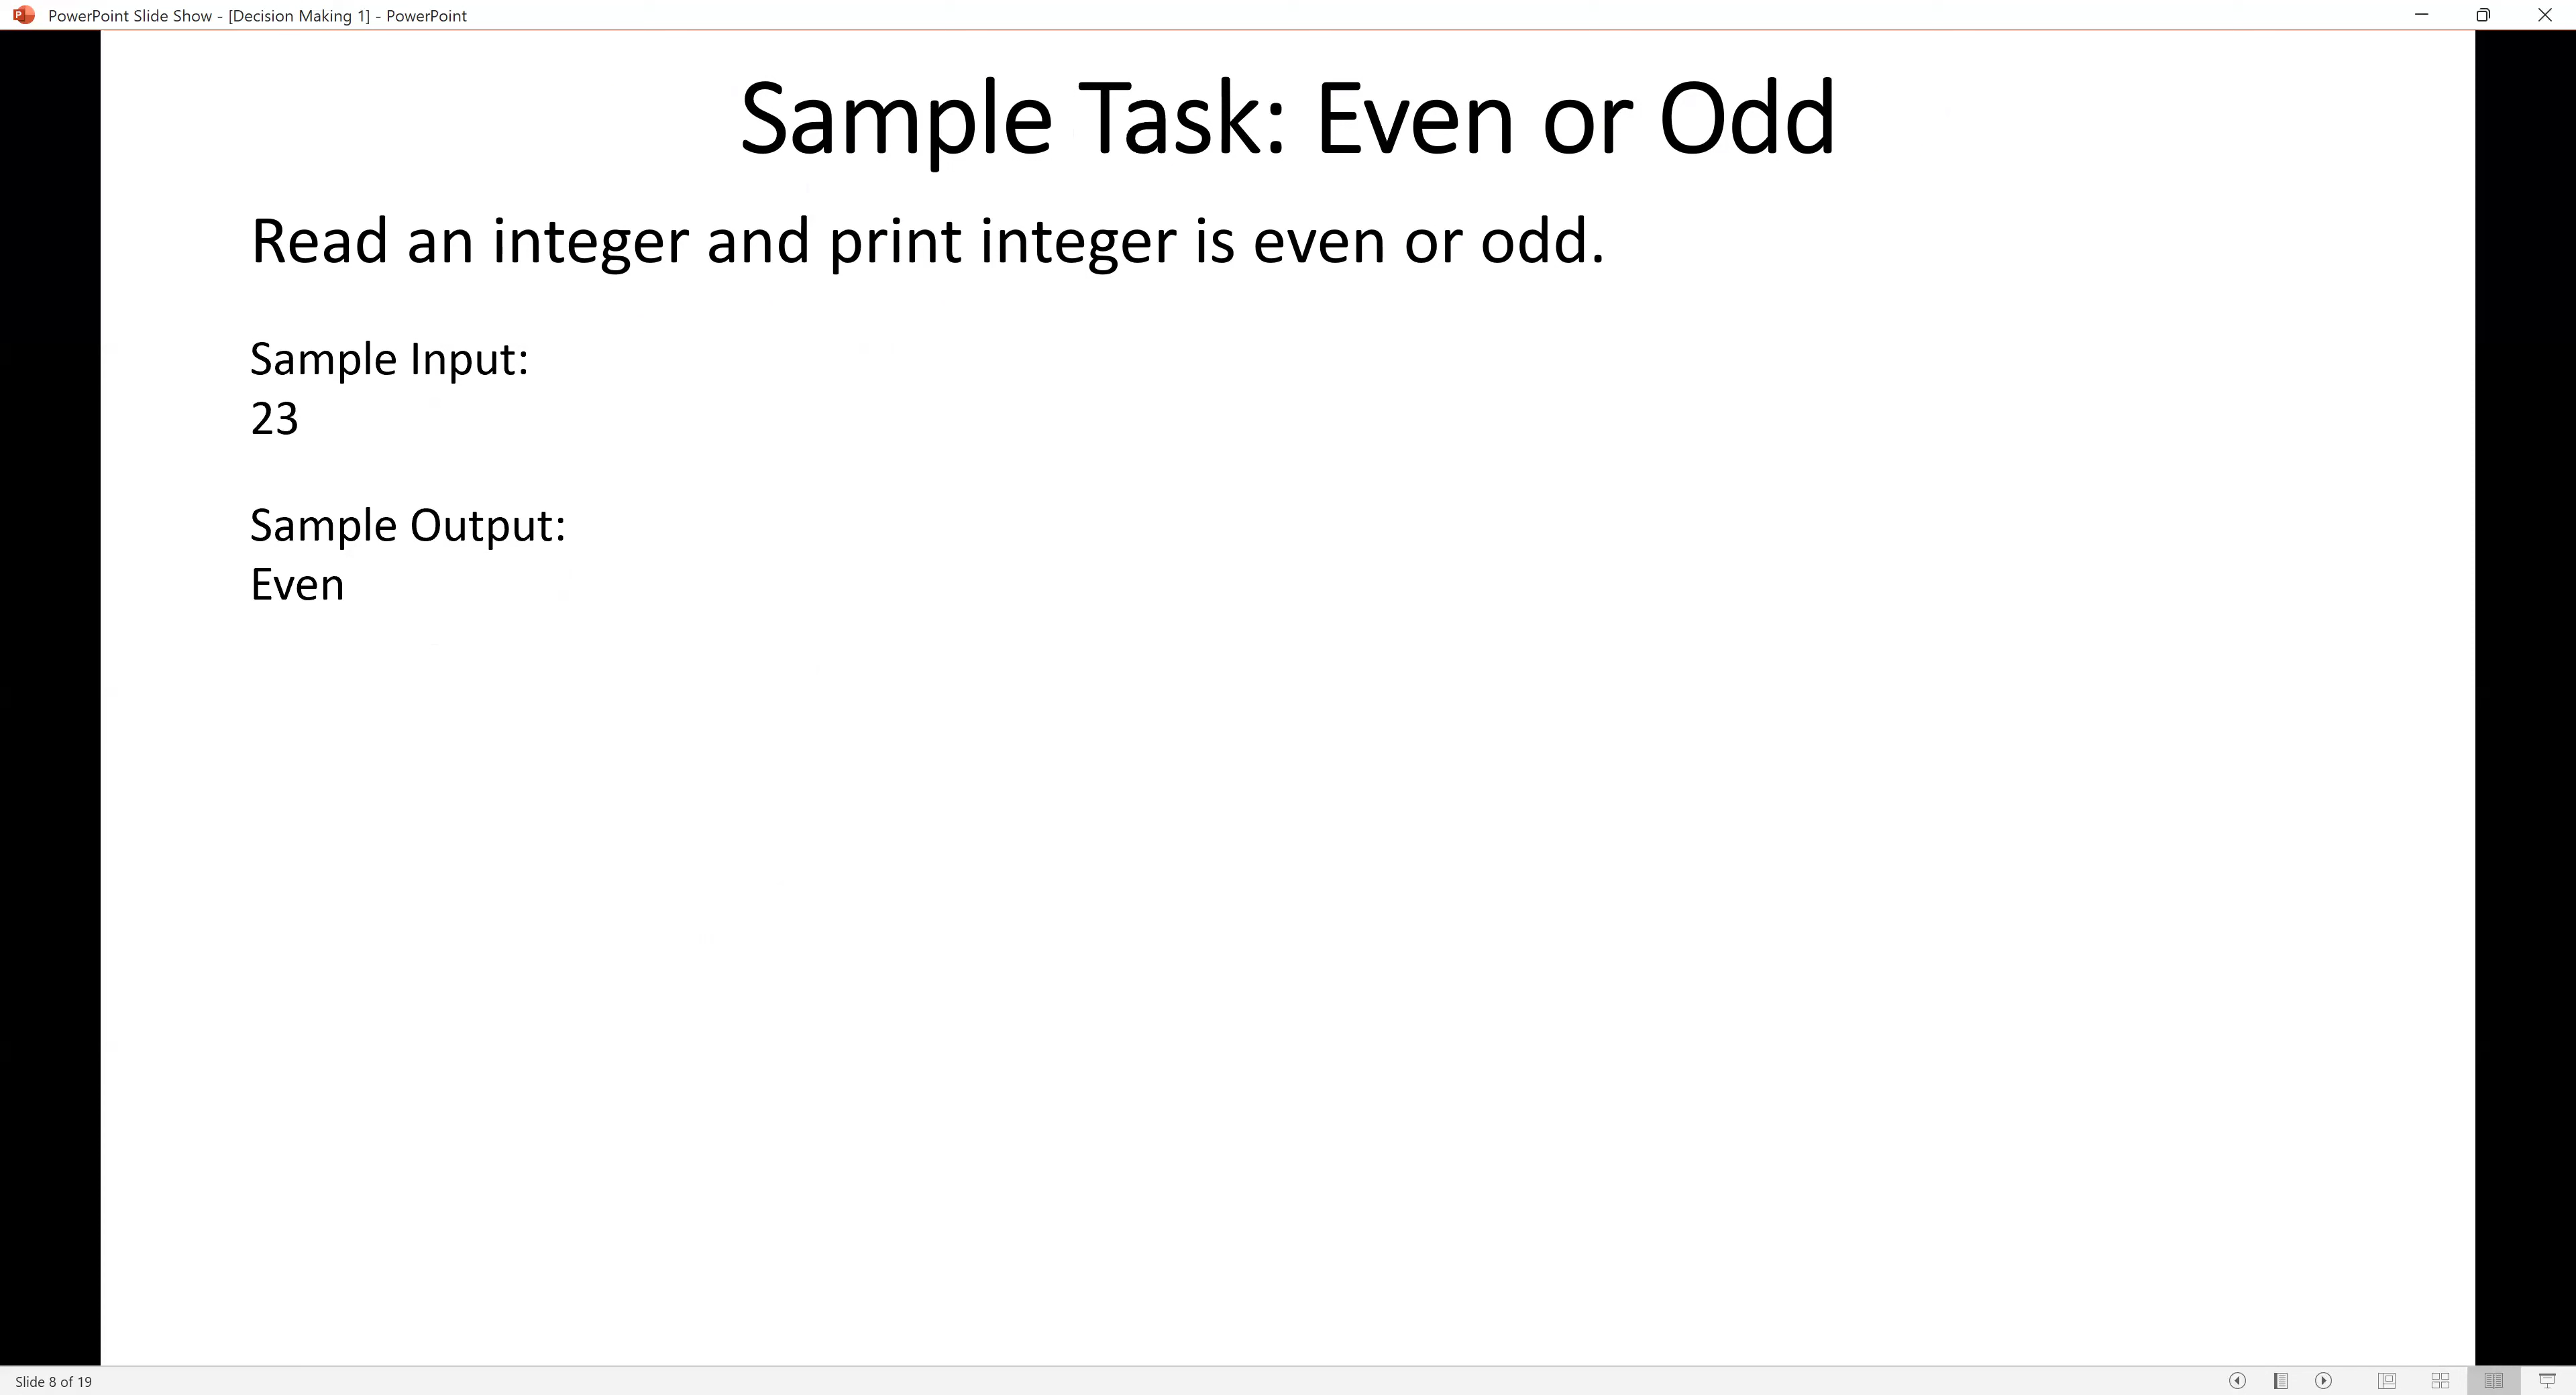 PowerPoint Slide Show - [Decision Making 1] - PowerPoint
Sample Task: Even or Odd
Read an integer and print integer is even or odd.
Sample Input:
23
Sample Output:
Even
Slide 8 of 19